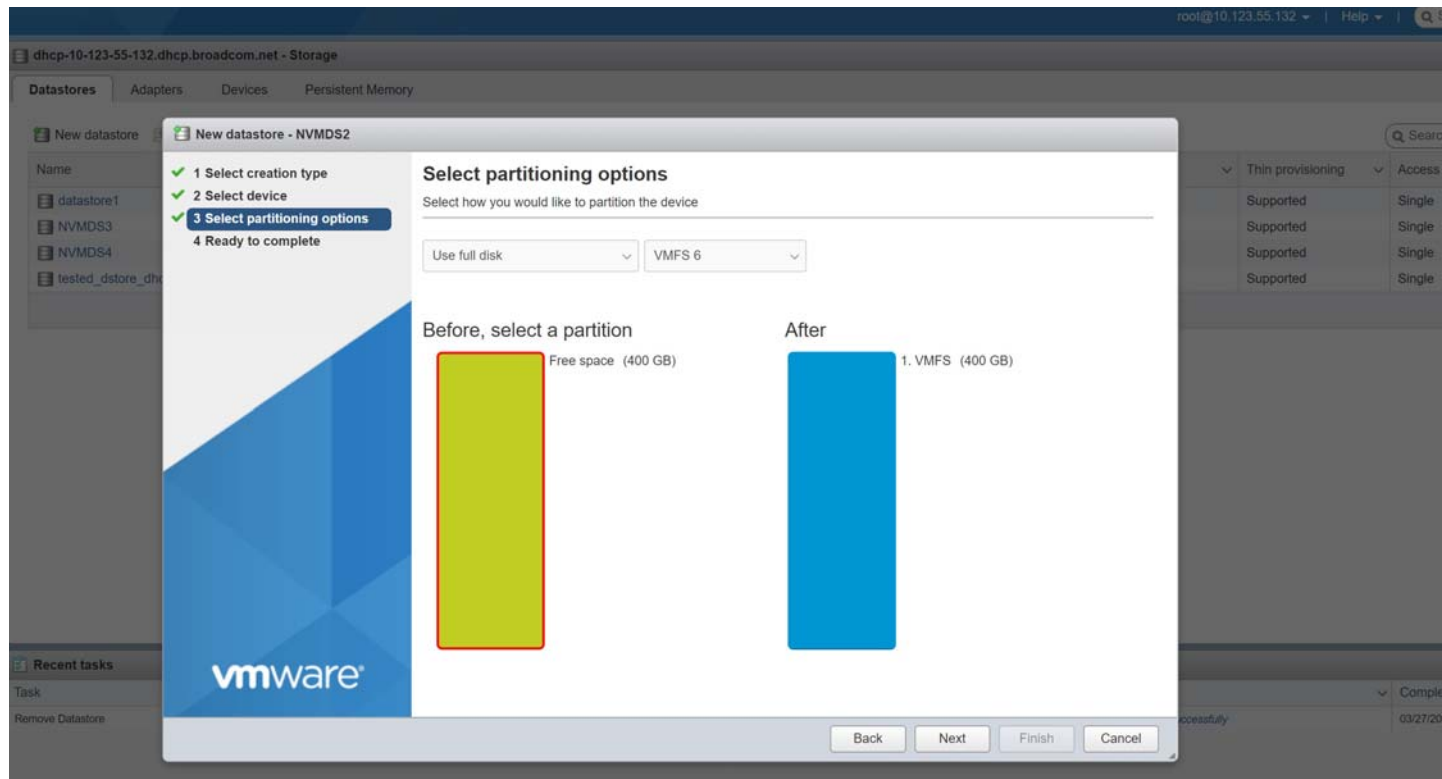 root@10.123.55.132 | Help |
dhcp-10-123-55-132.dhcp.broadcom.net - Storage
Datastores Adapters Devices Persistent Memory
New datastore
New datastore - NVMDS2
Name
Thin provisioning
Access
datastore1
Supported Single
NVMDS3
Supported Single
NVMDS4
Supported Single
tested_dstore_dhc
Supported Single
1 Select creation type
2 Select device
3 Select partitioning options
4 Ready to complete
Select partitioning options
Select how you would like to partition the device
Use full disk VMFS 6
Before, select a partition After
Free space (400 GB) 1. VMFS (400 GB)
vmware
Back Next Finish Cancel
Recent tasks
Task
Remove Datastore
03/27/20